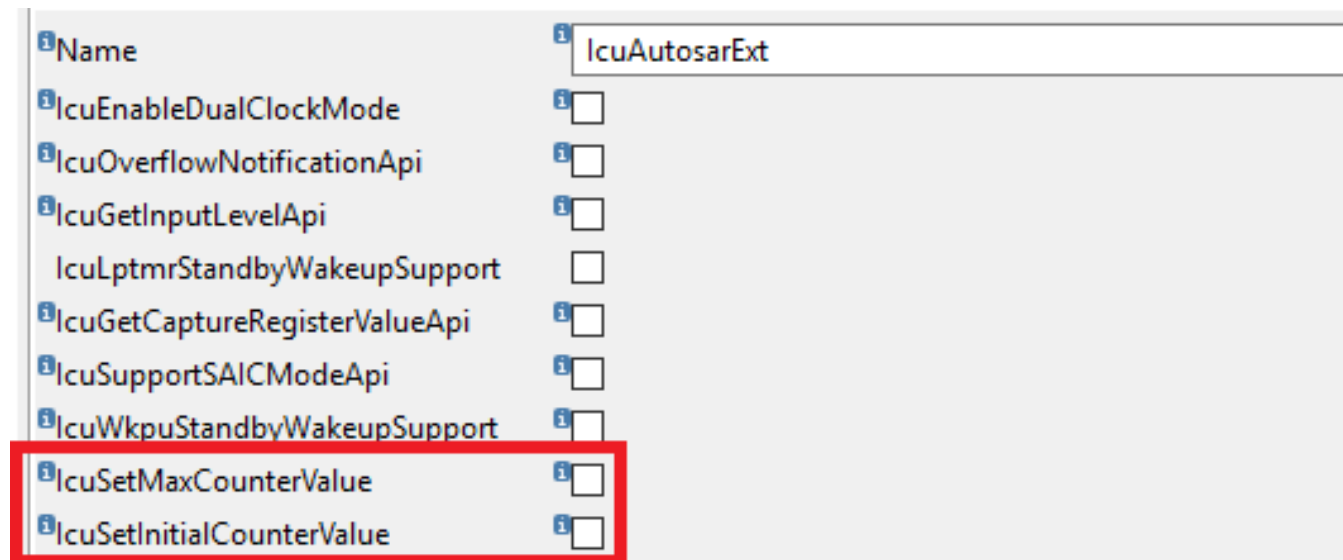 Name IcuAutosarExt
IcuEnableDualClockMode
IcuOverflowNotificationApi
IcuGetInputLevelApi
IcuLptmrStandbyWakeupSupport
IcuGetCaptureRegisterValueApi
IcuSupportSAICModeApi
IcuWkpuStandbyWakeupSupport
IcuSetMaxCounterValue
IcuSetInitialCounterValue